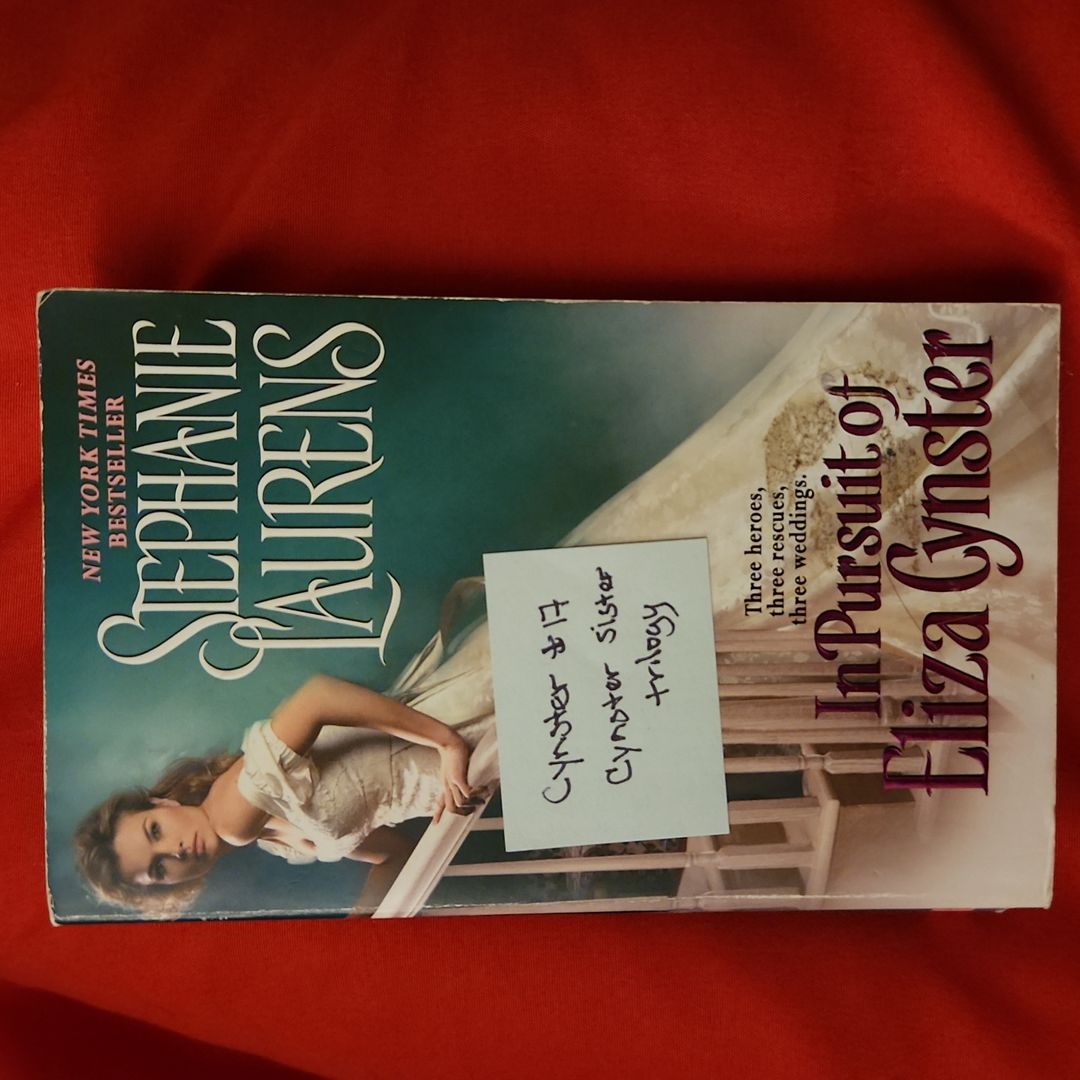 NEW YORK TIMES
BESTSELLER
STEPHANIE
LAURENS
Cynster #17
Cynster Sister
trilogy
Three heroes,
three rescues,
three weddings.
In Pursuit of
Eliza Cynster